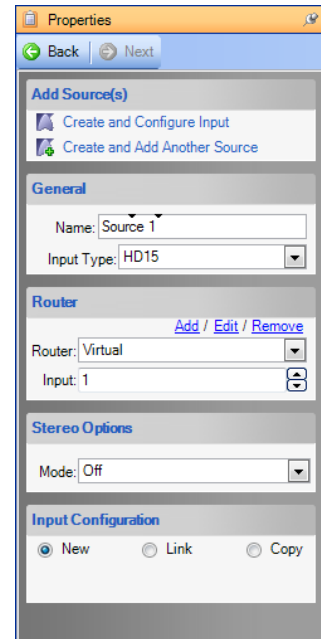 Properties
Back Next
Add Source(s)
Create and Configure Input
Create and Add Another Source
General
Name: Source 1
Input Type: HD15
Router
Add / Edit / Remove
Router: Virtual
Input: 1
Stereo Options
Mode: Off
Input Configuration
New Link Copy